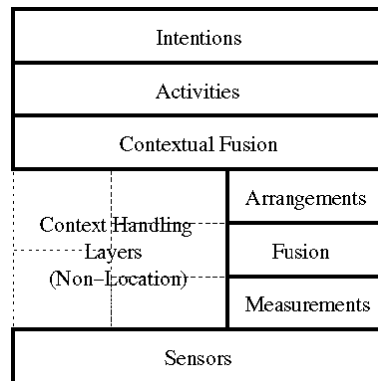 Intentions
Activities
Contextual Fusion
Arrangements
Context Handling
Layers
(Non-Location)
Fusion
Measurements
Sensors